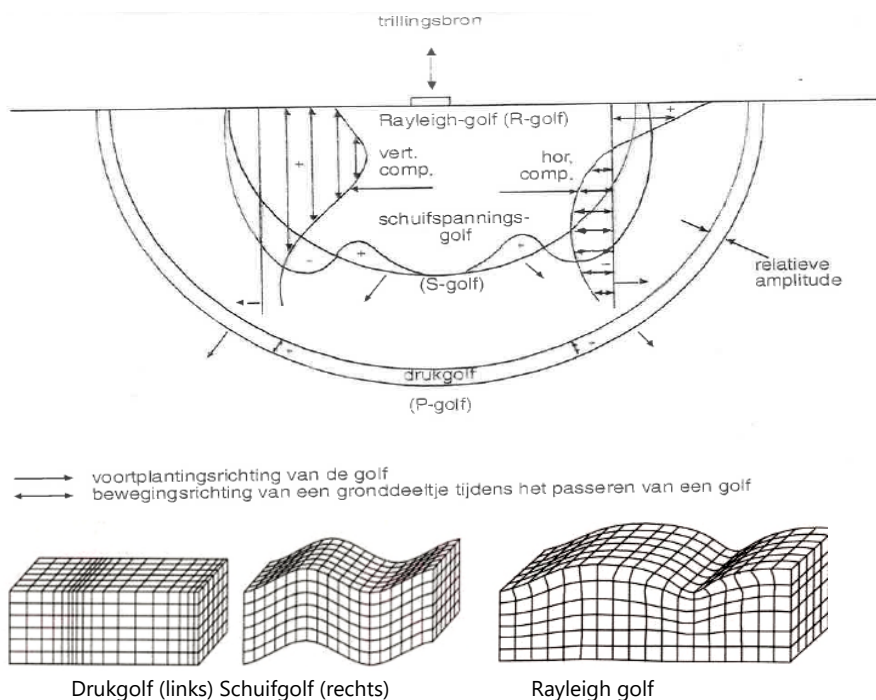 trillingsbron
Rayleigh-golf (R-golf)
vert.
comp.
hor.
comp.
schuifspannings-
golf
(S-golf)
relatieve
amplitude
drukgolf
(P-golf)
voortplantingsrichting van de golf
bewegingsrichting van een gronddeeltje tijdens het passeren van een golf
Drukgolf (links) Schuifgolf (rechts)
Rayleigh golf